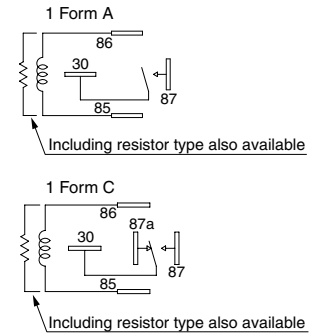 1 Form A
86
30
85
87
Including resistor type also available
1 Form C
86
87a
30
85
87
Including resistor type also available